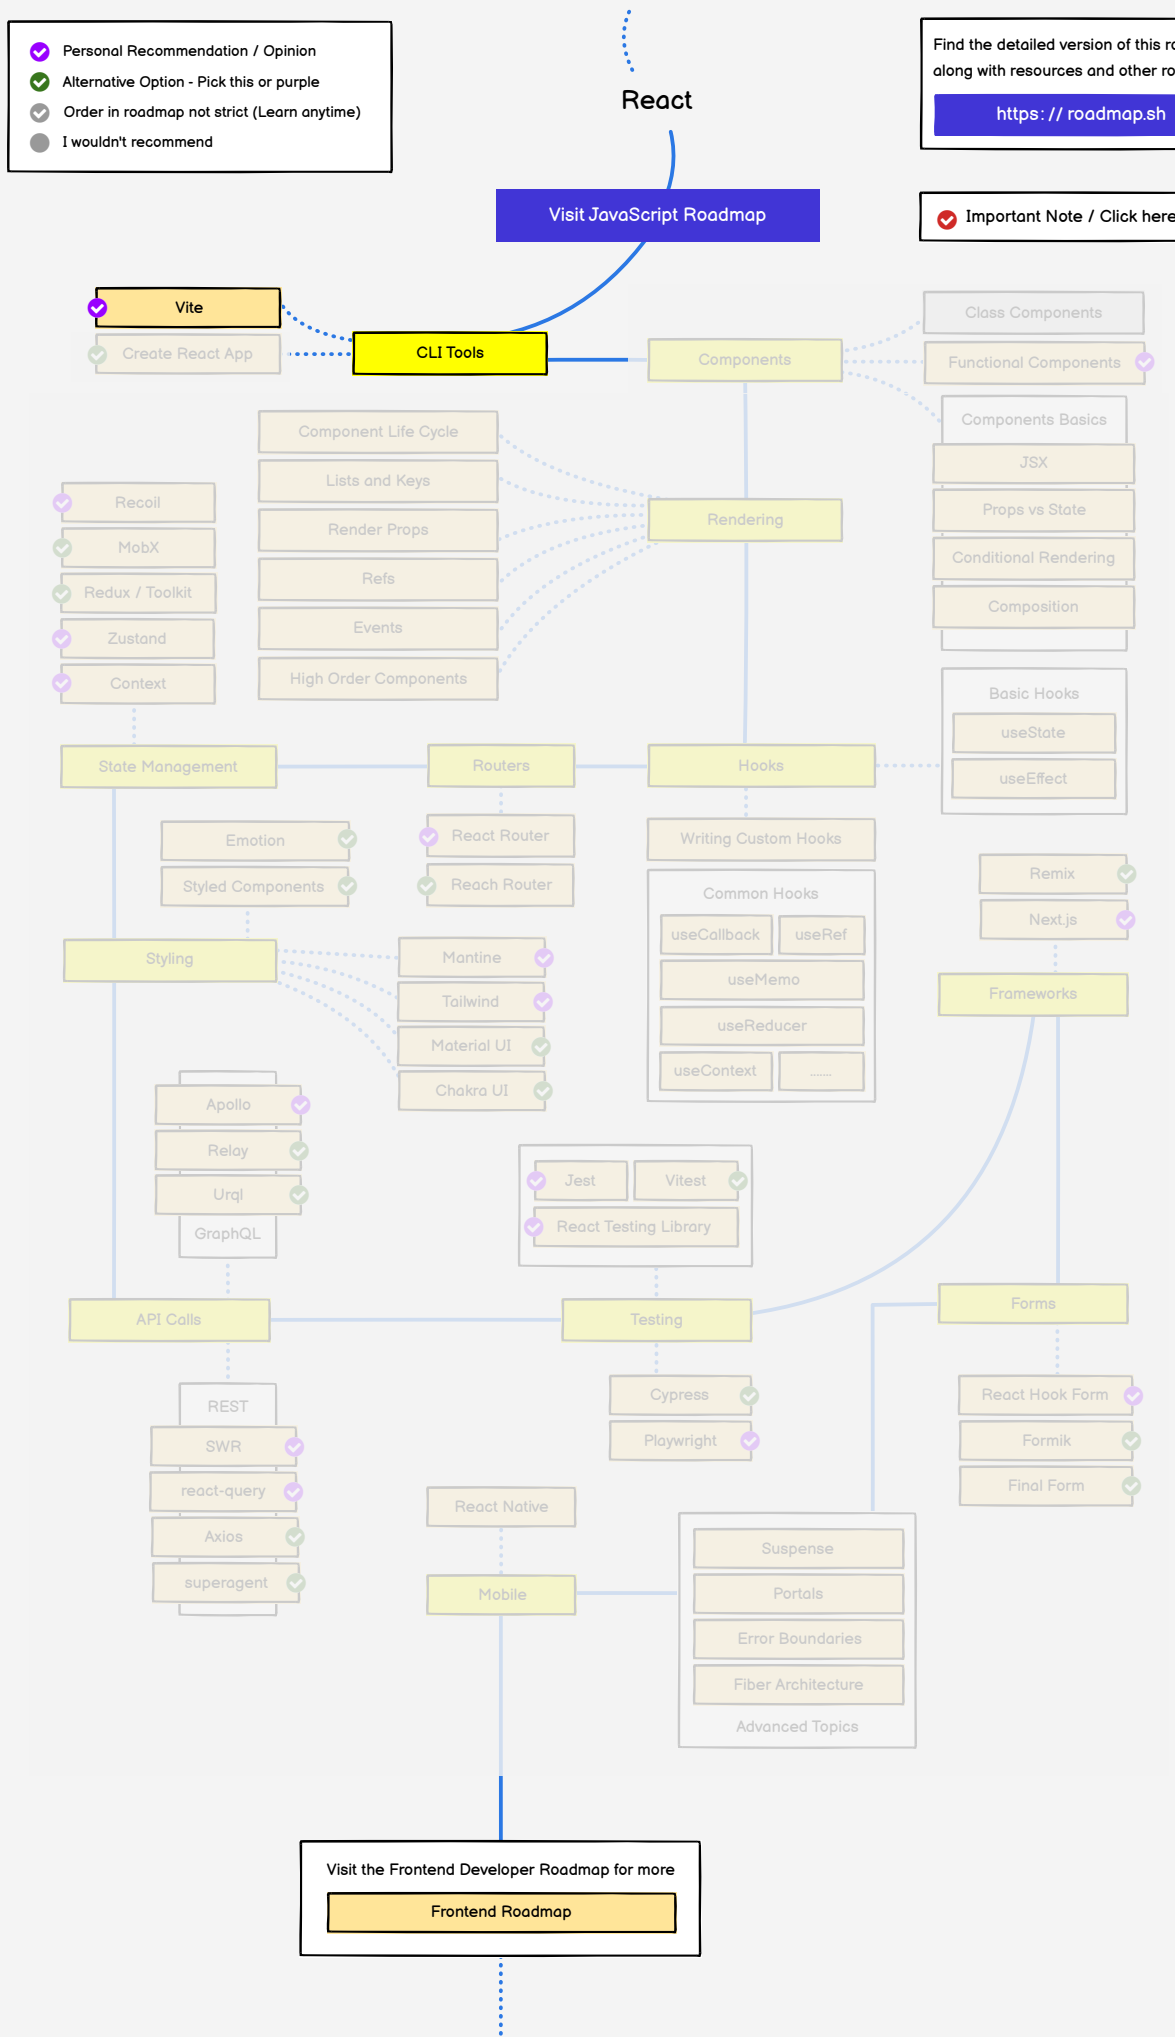 Personal Recommendation / Opinion
Alternative Option - Pick this or purple
Order in roadmap not strict (Learn anytime)
I wouldn't recommend
React
Find the detailed version of this
along with resources and other
https: // roadmap.sh
Visit JavaScript Roadmap
Important Note / Click here
Vite
Create React App
CLI Tools
Components
Class Components
Functional Components
Components Basics
JSX
Props vs State
Conditional Rendering
Composition
Component Life Cycle
Lists and Keys
Render Props
Refs
Events
High Order Components
Rendering
Recoil
MobX
Redux / Toolkit
Zustand
Context
Basic Hooks
useState
useEffect
State Management
Routers
Hooks
Emotion
Styled Components
React Router
Reach Router
Writing Custom Hooks
Common Hooks
useCallback
useRef
useMemo
useReducer
useContext
.......
Remix
Next.js
Styling
Mantine
Tailwind
Material UI
Chakra UI
Frameworks
Apollo
Relay
Urql
GraphQL
Jest
Vitest
React Testing Library
API Calls
Testing
Forms
REST
SWR
react-query
Axios
superagent
Cypress
Playwright
React Hook Form
Formik
Final Form
React Native
Mobile
Suspense
Portals
Error Boundaries
Fiber Architecture
Advanced Topics
Visit the Frontend Developer Roadmap for more
Frontend Roadmap